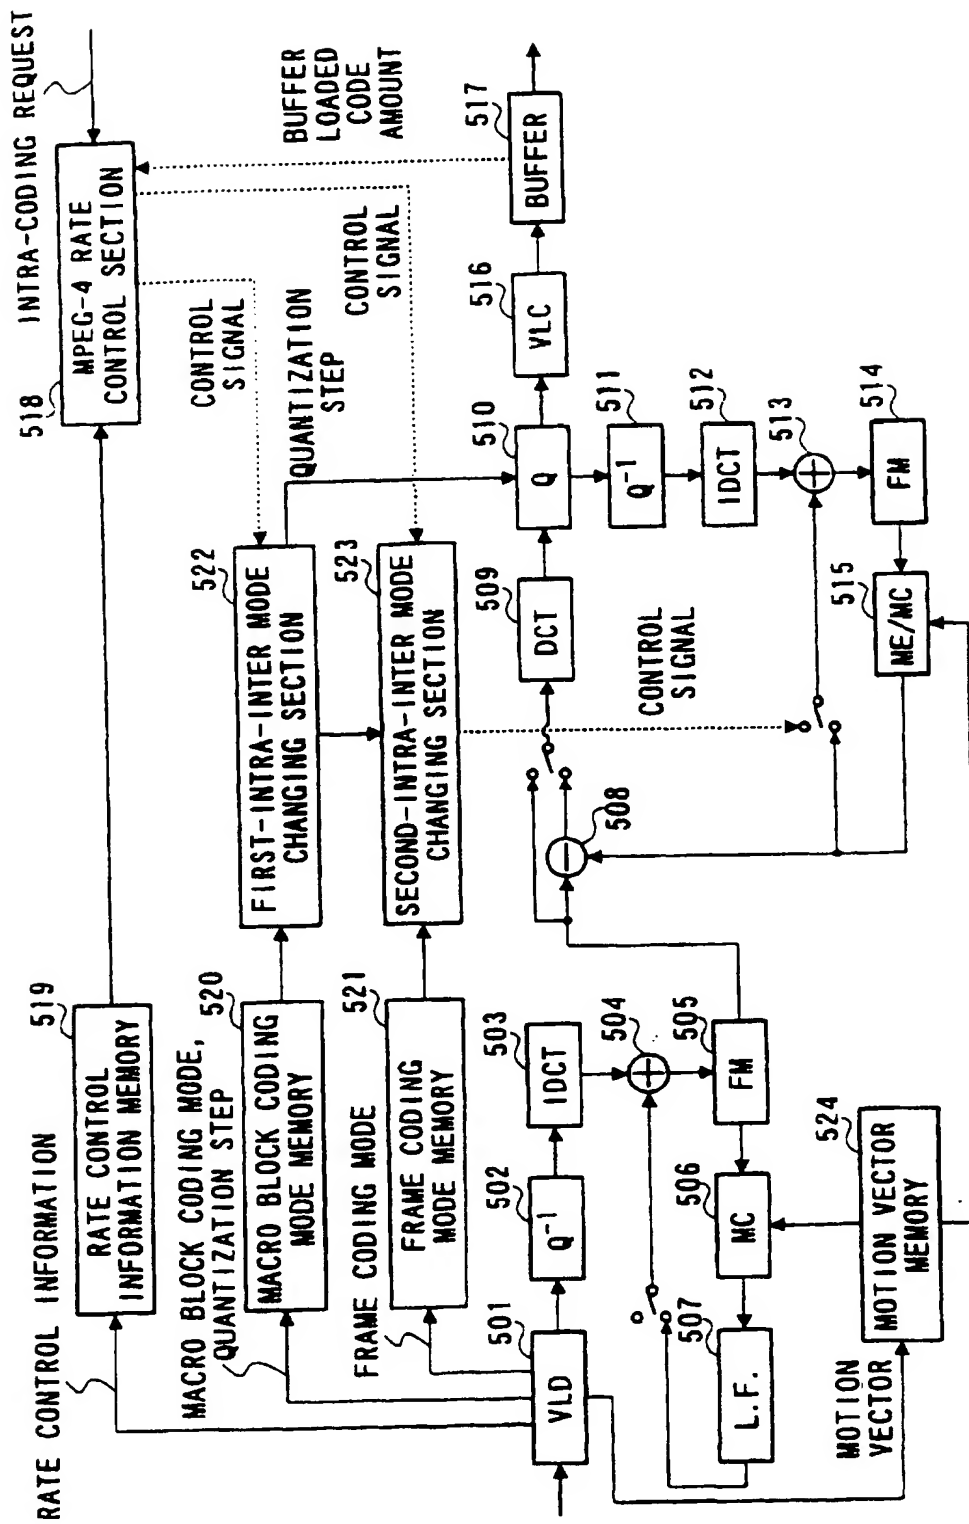 INTRA-CODING REQUEST
RATE CONTROL INFORMATION
519
RATE CONTROL
INFORMATION MEMORY
518
MPEG-4 RATE
CONTROL SECTION
CONTROL
SIGNAL
BUFFER
LOADED
CODE
AMOUNT
MACRO BLOCK CODING MODE,
QUANTIZATION STEP
520
MACRO BLOCK CODING
MODE MEMORY
522
FIRST-INTRA-INTER MODE
CHANGING SECTION
QUANTIZATION
STEP
CONTROL
SIGNAL
FRAME CODING MODE
521
FRAME CODING
MODE MEMORY
523
SECOND-INTRA-INTER MODE
CHANGING SECTION
501
VLD
502
Q-1
503
IDCT
504
505
FM
506
MC
507
L.F.
MOTION
VECTOR
524
MOTION VECTOR
MEMORY
508
509
DCT
510
Q
516
VLC
517
BUFFER
511
Q-1
512
IDCT
513
514
FM
515
ME/MC
CONTROL
SIGNAL